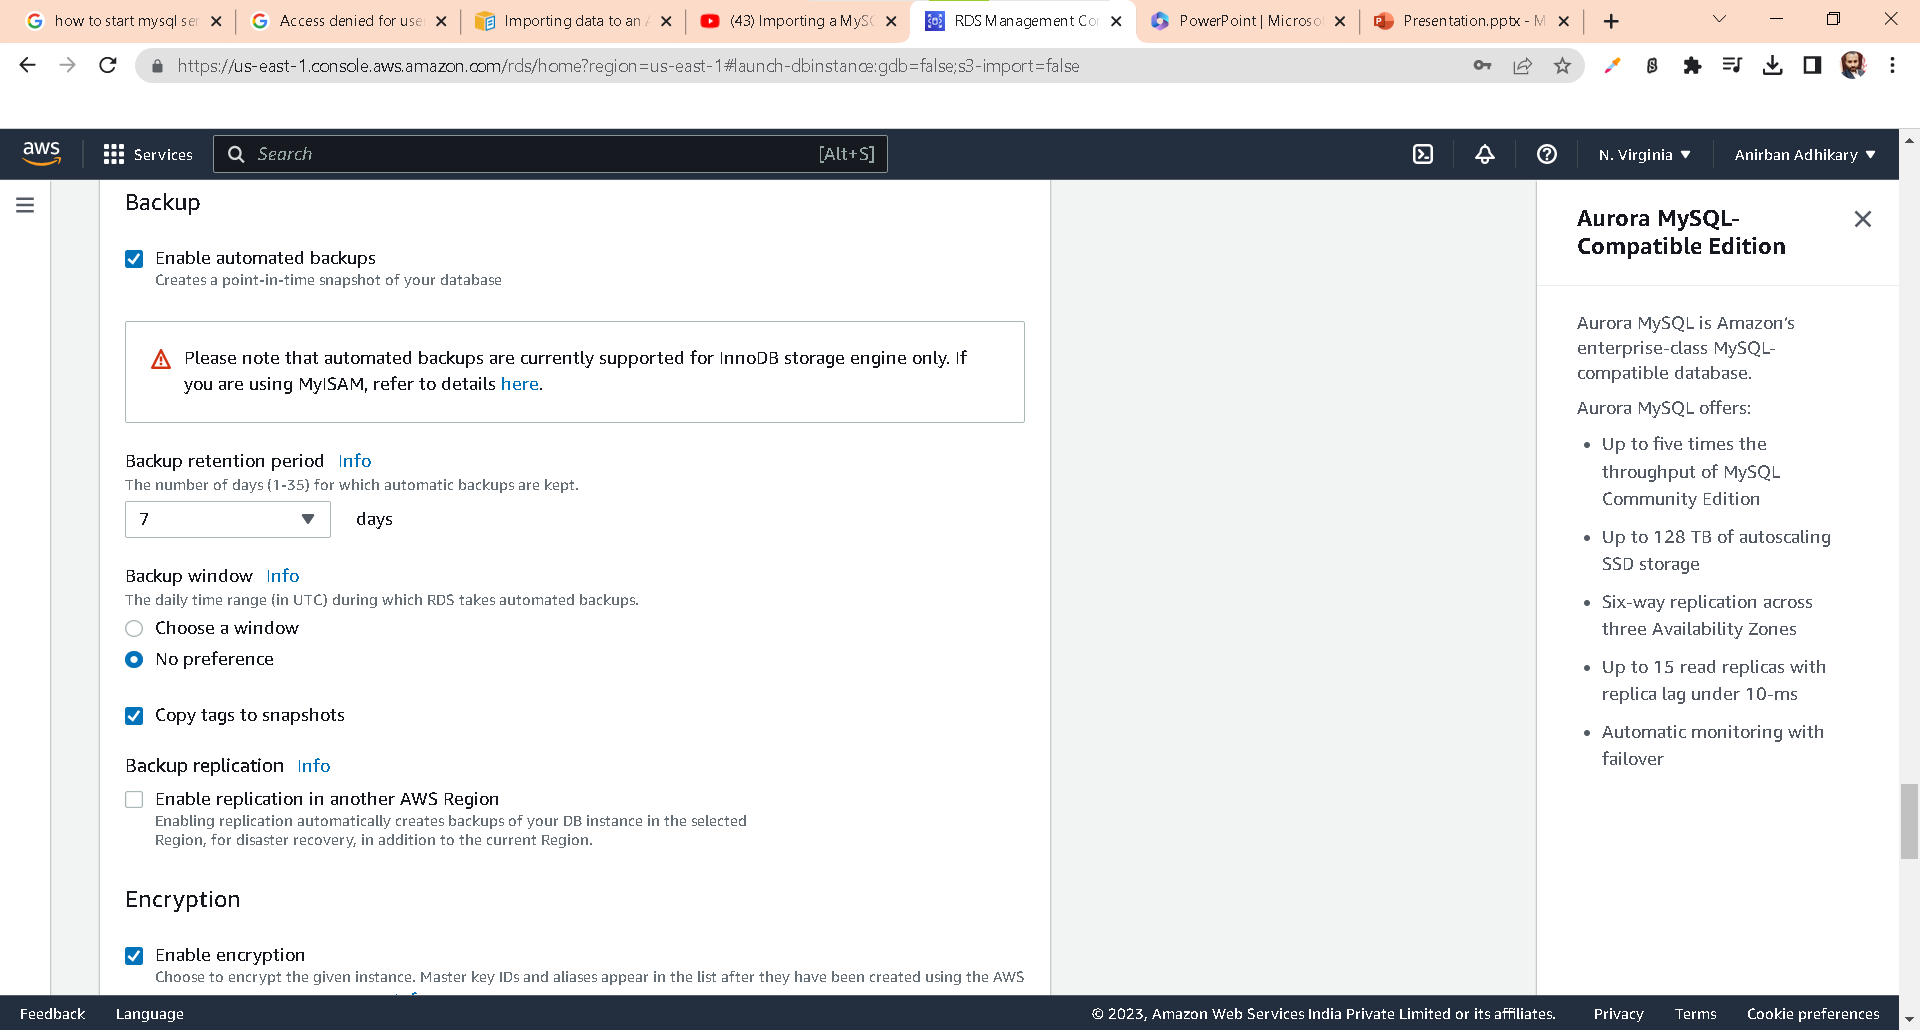 how to start mysql ser
Access denied for use
Importing data to an A
(43) Importing a MySQ
RDS Management Co
PowerPoint | Microso
Presentation.pptx - M
https://us-east-1.console.aws.amazon.com/rds/home?region=us-east-1#launch-dbinstance:gdb=false;s3-import=false
aws
Services
Search
[Alt+S]
N. Virginia
Anirban Adhikary
Backup
Enable automated backups
Creates a point-in-time snapshot of your database
Please note that automated backups are currently supported for InnoDB storage engine only. If
you are using MyISAM, refer to details here.
Backup retention period Info
The number of days (1-35) for which automatic backups are kept.
7
days
Backup window Info
The daily time range (in UTC) during which RDS takes automated backups.
Choose a window
No preference
Copy tags to snapshots
Backup replication Info
Enable replication in another AWS Region
Enabling replication automatically creates backups of your DB instance in the selected
Region, for disaster recovery, in addition to the current Region.
Encryption
Enable encryption
Choose to encrypt the given instance. Master key IDs and aliases appear in the list after they have been created using the AWS
Aurora MySQL-
Compatible Edition
Aurora MySQL is Amazon's
enterprise-class MySQL-
compatible database.
Aurora MySQL offers:
• Up to five times the
throughput of MySQL
Community Edition
• Up to 128 TB of autoscaling
SSD storage
• Six-way replication across
three Availability Zones
• Up to 15 read replicas with
replica lag under 10-ms
• Automatic monitoring with
failover
Feedback
Language
© 2023, Amazon Web Services India Private Limited or its affiliates.
Privacy
Terms
Cookie preferences